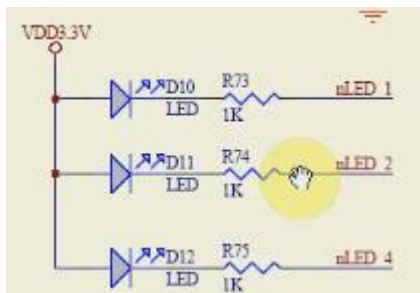 VDD3.3V
D10 R73 nLED 1
LED 1K
D11 R74 nLED 2
LED 1K
D12 R75 nLED 4
LED 1K